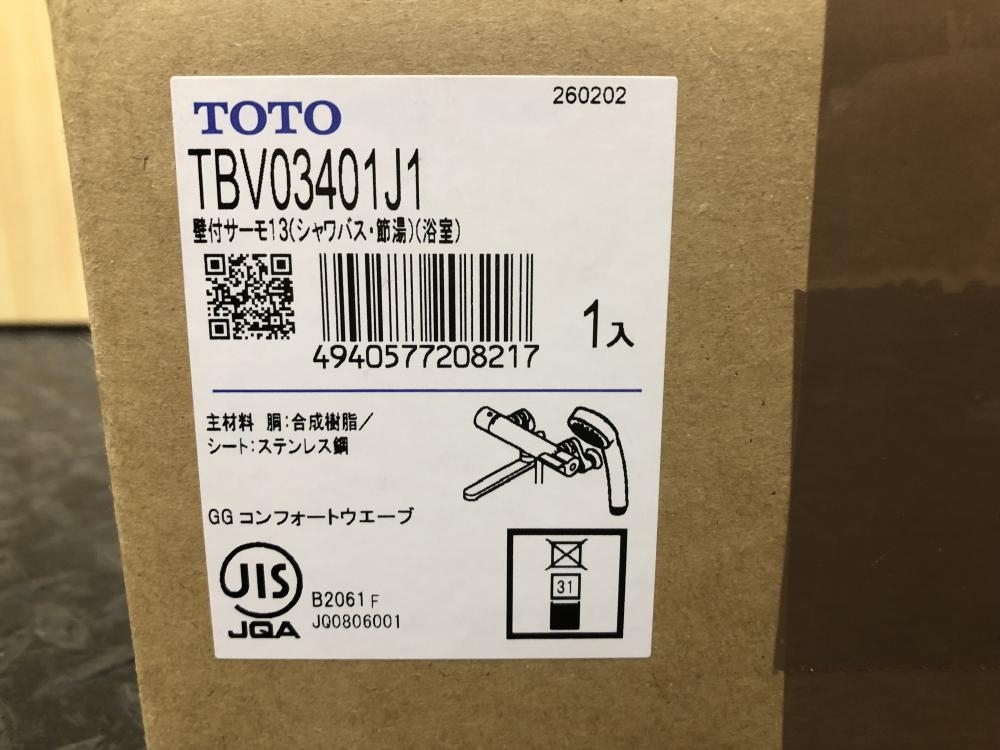 260202
TOTO
TBV03401J1
壁付サーモ13(シャワバス・節湯)(浴室)
4940577208217
1入
主材料 胴:合成樹脂/
シート:ステンレス鋼
GG コンフォートウエーブ
JIS
JQA
B2061 F
JQ0806001
31